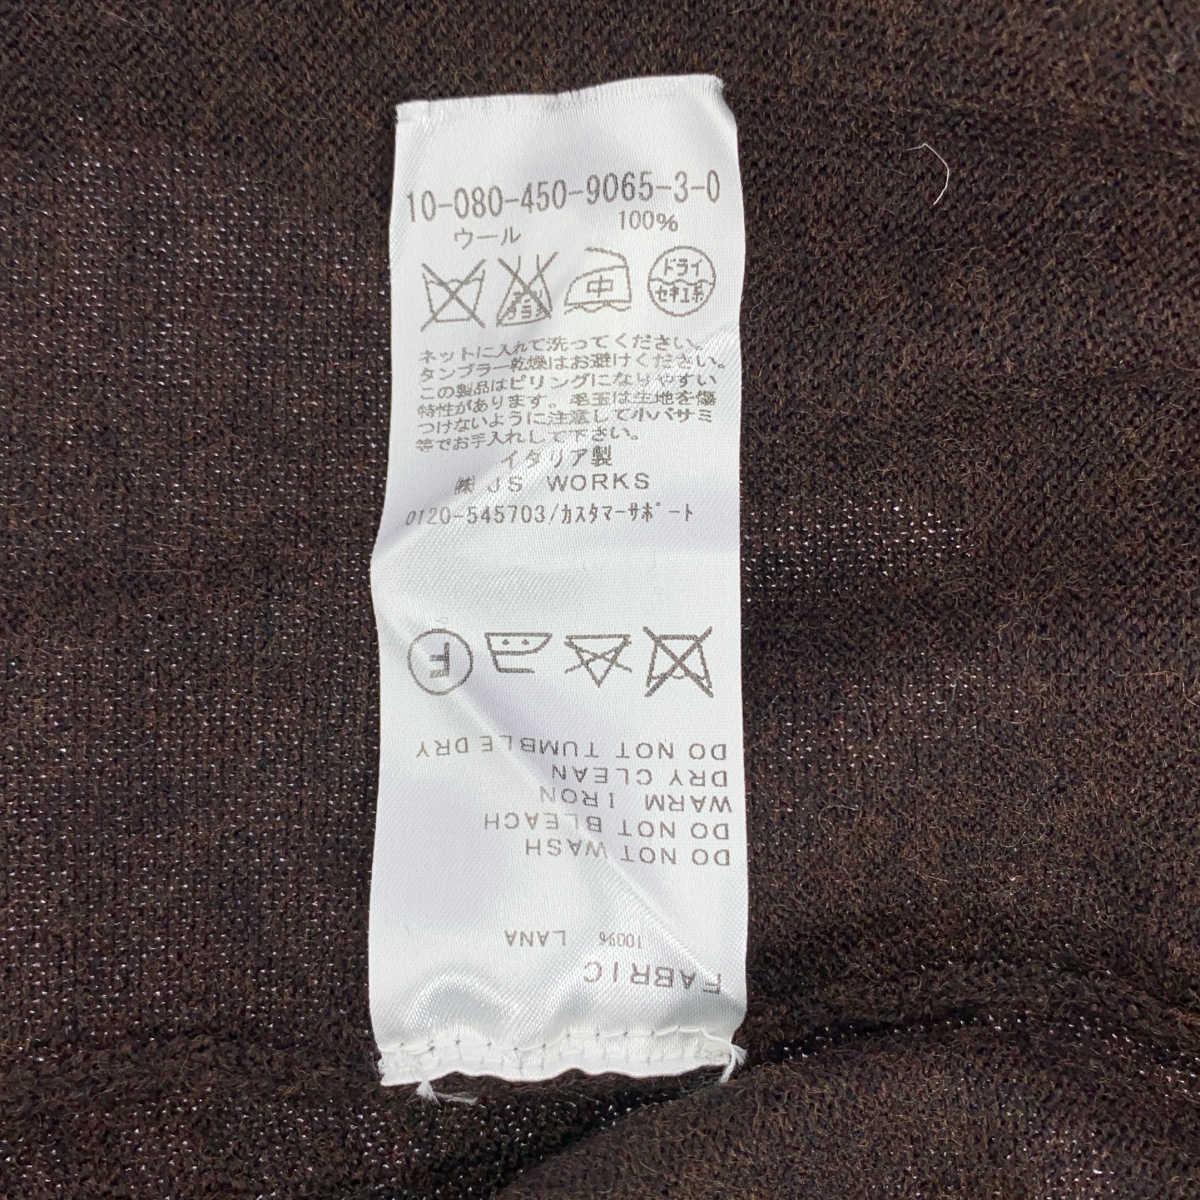 10-080-450-9065-3-0
ウール 100%
エンソサラシ 中 ドライ セキユ系
ネットに入れて洗ってください。
タンブラー乾燥はお避けください。
この製品はピリングになりやすい
特性があります。毛玉は生地を傷
つけないように注意して小バサミ
等でお手入れして下さい。
イタリア製
㈱ JS WORKS
0120-545703/カスタマーサポート
FABRIC
100% LANA
DO NOT WASH
DO NOT BLEACH
WARM IRON
DRY CLEAN
DO NOT TUMBLE DRY
F